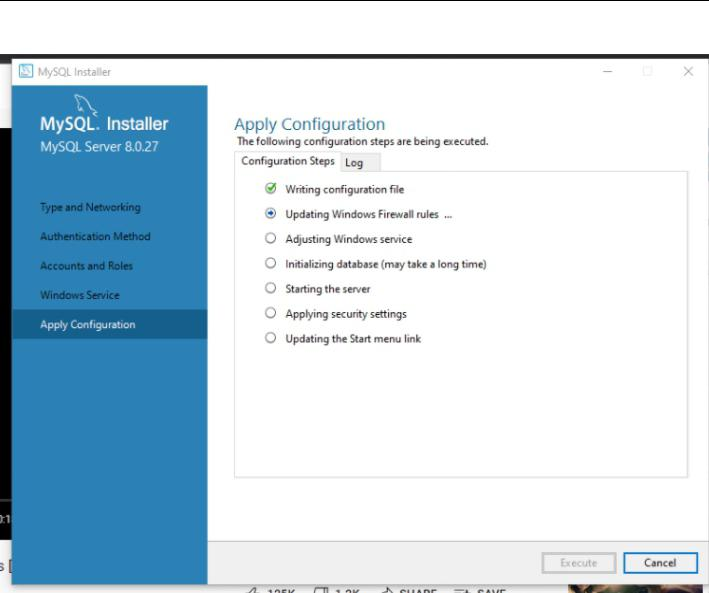 MySQL Installer
MySQL. Installer
MySQL Server 8.0.27
Type and Networking
Authentication Method
Accounts and Roles
Windows Service
Apply Configuration
Apply Configuration
The following configuration steps are being executed.
Configuration Steps Log
Writing configuration file
Updating Windows Firewall rules ...
Adjusting Windows service
Initializing database (may take a long time)
Starting the server
Applying security settings
Updating the Start menu link
Execute Cancel
SHARE SAVE